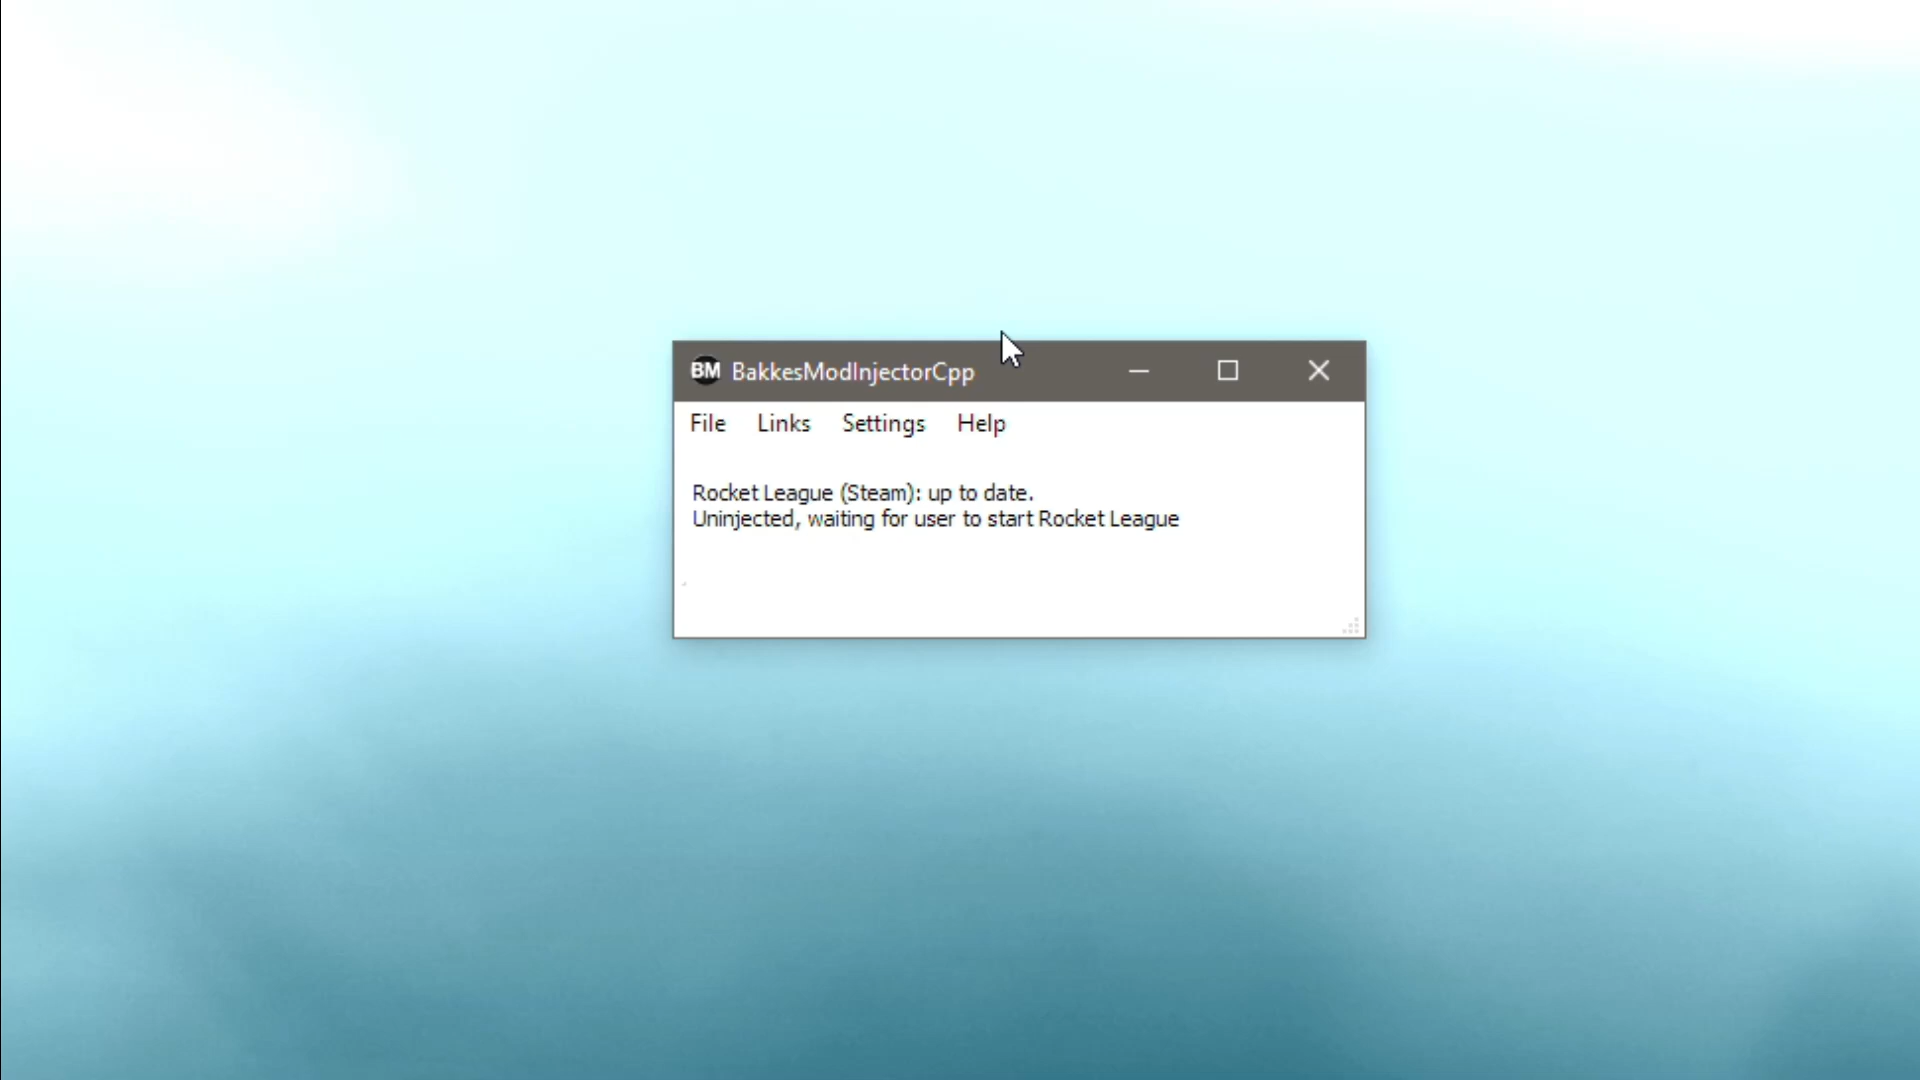 BM BakkesModInjectorCpp
File Links Settings Help
Rocket League (Steam): up to date.
Uninjected, waiting for user to start Rocket League